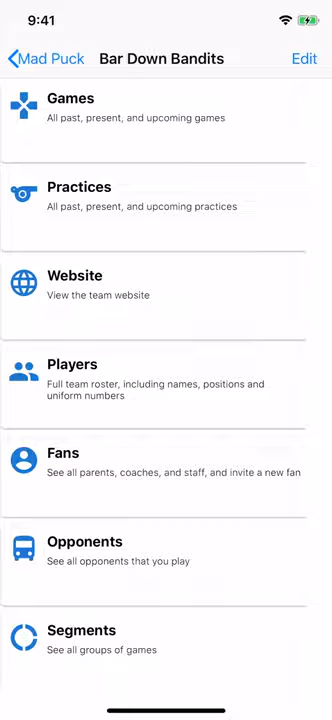 9:41
Mad Puck
Bar Down Bandits
Edit
Games
All past, present, and upcoming games
Practices
All past, present, and upcoming practices
Website
View the team website
Players
Full team roster, including names, positions and
uniform numbers
Fans
See all parents, coaches, and staff, and invite a new fan
Opponents
See all opponents that you play
Segments
See all groups of games